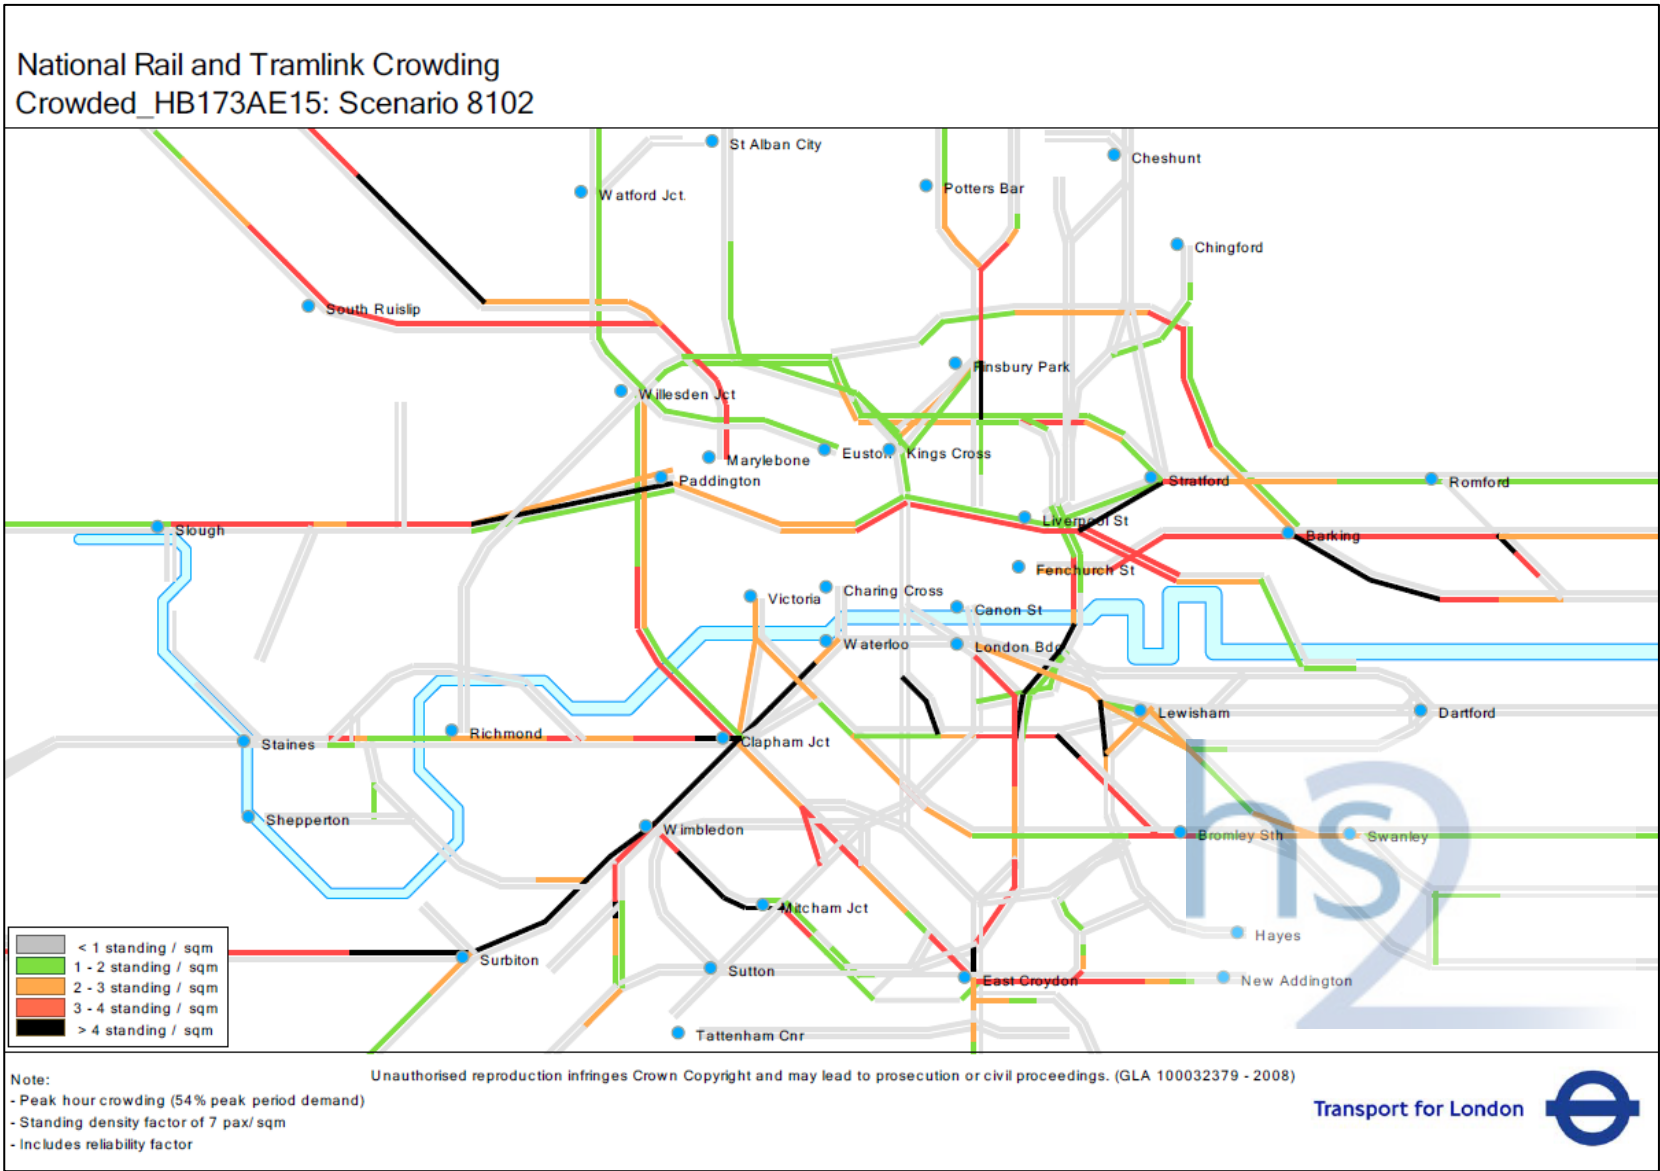 National Rail and Tramlink Crowding
Crowded_HB173AE15: Scenario 8102
St Alban City
Cheshunt
Watford Jct.
Potters Bar
Chingford
South Ruislip
Finsbury Park
Willesden Jct
Marylebone
Euston
Kings Cross
Paddington
Stratford
Romford
Slough
Liverpool St
Barking
Fenchurch St
Victoria
Charing Cross
Canon St
Waterloo
London Bdg
Lewisham
Dartford
Richmond
Staines
Clapham Jct
Shepperton
Wimbledon
Bromley Sth
Swanley
hs2
Mitcham Jct
Hayes
Surbiton
Sutton
East Croydon
New Addington
Tattenham Cnr
< 1 standing / sqm
1 - 2 standing / sqm
2 - 3 standing / sqm
3 - 4 standing / sqm
> 4 standing / sqm
Note:
- Peak hour crowding (54% peak period demand)
- Standing density factor of 7 pax/sqm
- Includes reliability factor
Unauthorised reproduction infringes Crown Copyright and may lead to prosecution or civil proceedings. (GLA 100032379 - 2008)
Transport for London